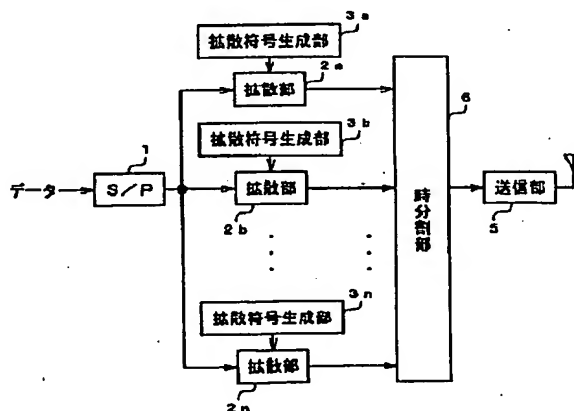 3a
拡散符号生成部
2a
拡散部
3b
拡散符号生成部
6
1
データ
S/P
拡散部
2b
時分割部
送信部
5
3n
拡散符号生成部
拡散部
2n